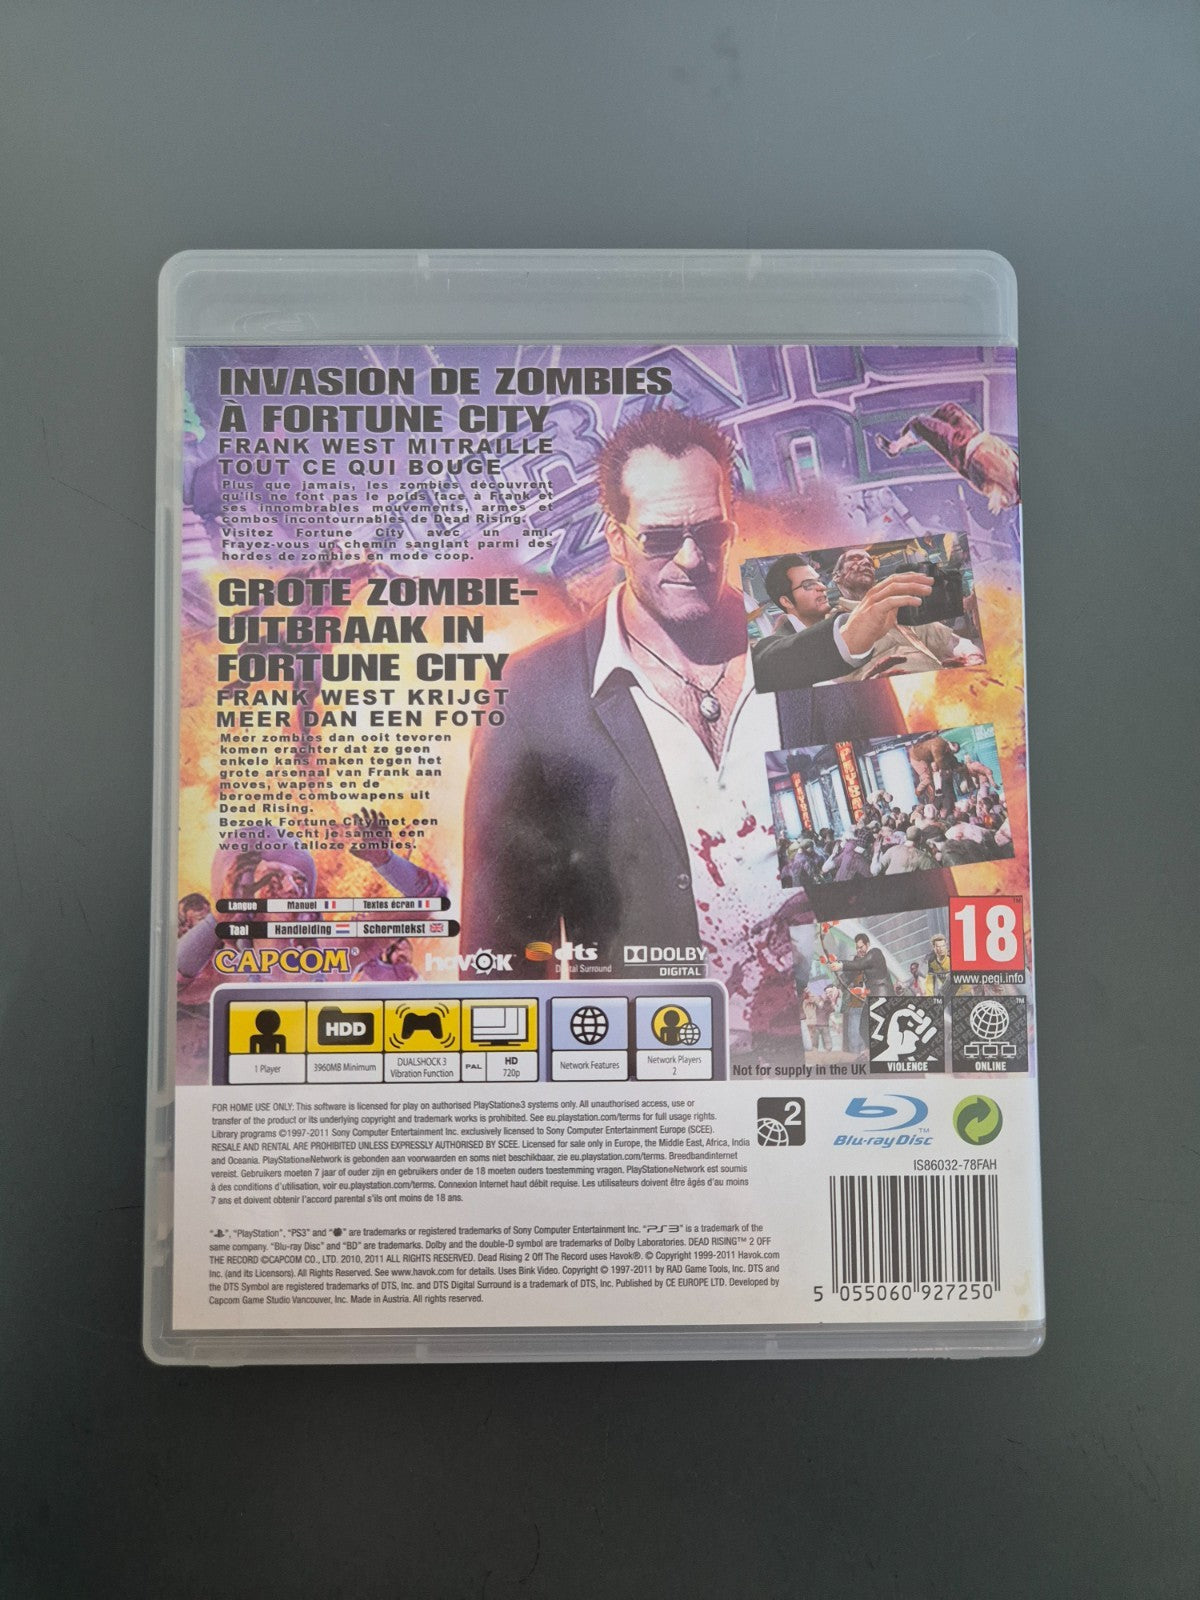 INVASION DE ZOMBIES
À FORTUNE CITY
FRANK WEST MITRAILLE
TOUT CE QUI BOUGE
Plus que jamais, les zombies découvrent
qu'ils ne font pas le poids face à Frank et
ses innombrables mouvements, armes et
combos incontournables de Dead Rising.
Visitez Fortune City avec un ami.
Frayez-vous un chemin sanglant parmi des
hordes de zombies en mode coop.
GROTE ZOMBIE-
UITBRAAK IN
FORTUNE CITY
FRANK WEST KRIJGT
MEER DAN EEN FOTO
Meer zombies dan ooit tevoren
komen erachter dat ze geen
enkele kans maken tegen het
grote arsenaal van Frank aan
moves, wapens en de
beroemde combowapens uit
Dead Rising.
Bezoek Fortune City met een
vriend. Vecht je samen een
weg door talloze zombies.
Langue Manuel Textes écran
Taal Handleiding Schermtekst
CAPCOM® havok dts Digital Surround DOLBY DIGITAL
18
www.pegi.info
VIOLENCE ONLINE
Not for supply in the UK
HDD
1 Player
3960MB Minimum
DUALSHOCK 3
Vibration Function
PAL
HD
720p
Network Features
Network Players
2
FOR HOME USE ONLY: This software is licensed for play on authorised PlayStation®3 systems only. All unauthorised access, use or
transfer of the product or its underlying copyright and trademark works is prohibited. See eu.playstation.com/terms for full usage rights.
Library programs ©1997-2011 Sony Computer Entertainment Inc. exclusively licensed to Sony Computer Entertainment Europe (SCEE).
RESALE AND RENTAL ARE PROHIBITED UNLESS EXPRESSLY AUTHORISED BY SCEE. Licensed for sale only in Europe, the Middle East, Africa, India
and Oceania. PlayStation®Network is gebonden aan voorwaarden en soms niet beschikbaar, zie eu.playstation.com/terms. Breedbandinternet
vereist. Gebruikers moeten 7 jaar of ouder zijn en gebruikers onder de 18 moeten ouders toestemming vragen. PlayStation®Network est soumis
à des conditions d'utilisation, voir eu.playstation.com/terms. Connexion Internet haut débit requise. Les utilisateurs doivent être âgés d'au moins
7 ans et doivent obtenir l'accord parental s'ils ont moins de 18 ans.
2
Blu-ray Disc™
IS86032-78FAH
"", "PlayStation", "PS3" and "" are trademarks or registered trademarks of Sony Computer Entertainment Inc. "PS3" is a trademark of the
same company. "Blu-ray Disc" and "BD" are trademarks. Dolby and the double-D symbol are trademarks of Dolby Laboratories. DEAD RISING™ 2 OFF
THE RECORD ©CAPCOM CO., LTD. 2010, 2011 ALL RIGHTS RESERVED. Dead Rising 2 Off The Record uses Havok®. © Copyright 1999-2011 Havok.com
Inc. (and its Licensors). All Rights Reserved. See www.havok.com for details. Uses Bink Video. Copyright © 1997-2011 by RAD Game Tools, Inc. DTS and
the DTS Symbol are registered trademarks of DTS, Inc. and DTS Digital Surround is a trademark of DTS, Inc. Published by CE EUROPE LTD. Developed by
Capcom Game Studio Vancouver, Inc. Made in Austria. All rights reserved.
5 055060 927250